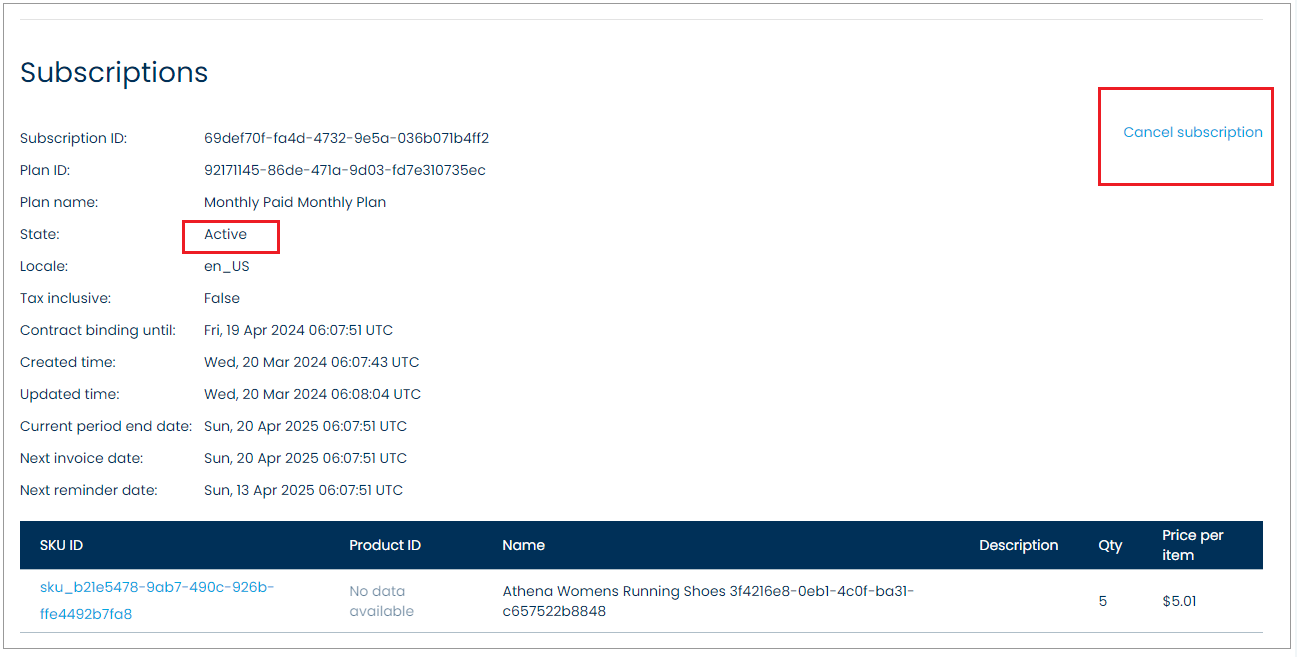 Subscriptions
Cancel subscription
Subscription ID: 69def70f-fa4d-4732-9e5a-036b071b4ff2
Plan ID: 92171145-86de-471a-9d03-fd7e310735ec
Plan name: Monthly Paid Monthly Plan
State: Active
Locale: en_US
Tax inclusive: False
Contract binding until: Fri, 19 Apr 2024 06:07:51 UTC
Created time: Wed, 20 Mar 2024 06:07:43 UTC
Updated time: Wed, 20 Mar 2024 06:08:04 UTC
Current period end date: Sun, 20 Apr 2025 06:07:51 UTC
Next invoice date: Sun, 20 Apr 2025 06:07:51 UTC
Next reminder date: Sun, 13 Apr 2025 06:07:51 UTC
SKU ID Product ID Name Description Qty Price per
item
sku_b21e5478-9ab7-490c-926b-
ffe4492b7fa8
No data
available
Athena Womens Running Shoes 3f4216e8-0eb1-4c0f-ba31-
c657522b8848
5
$5.01